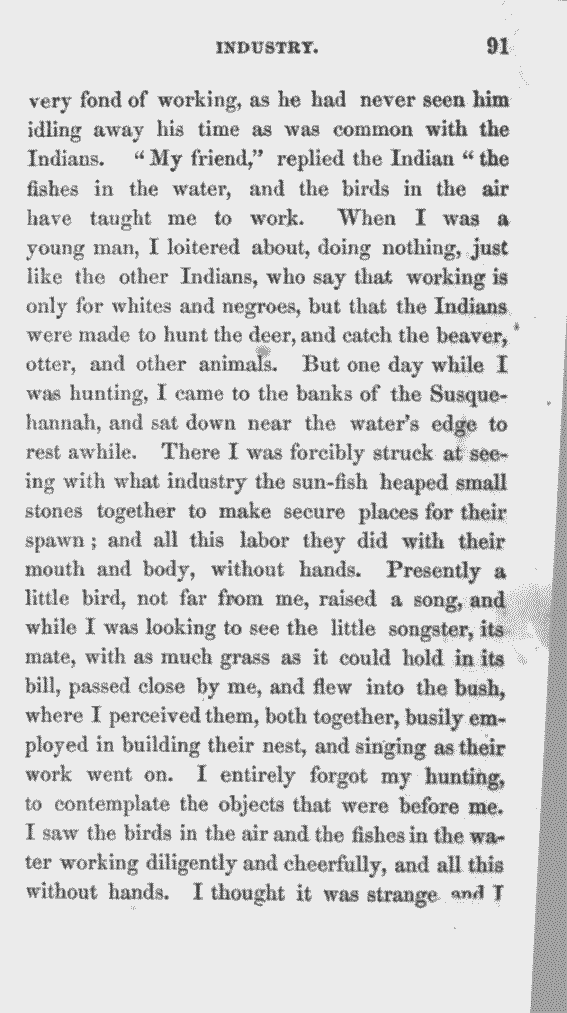 INDUSTRY. 91
very fond of working, as he had never seen him
idling away his time as was common with the
Indians. “My friend,” replied the Indian “the
fishes in the water, and the birds in the air
have taught me to work. When I was a
young man, I loitered about, doing nothing, just
like the other Indians, who say that working is
only for whites and negroes, but that the Indians
were made to hunt the deer, and catch the beaver,
otter, and other animals. But one day while I
was hunting, I came to the banks of the Susque-
hannah, and sat down near the water’s edge to
rest awhile. There I was forcibly struck at see-
ing with what industry the sun-fish heaped small
stones together to make secure places for their
spawn; and all this labor they did with their
mouth and body, without hands. Presently a
little bird, not far from me, raised a song, and
while I was looking to see the little songster, its
mate, with as much grass as it could hold in its
bill, passed close by me, and flew into the bush,
where I perceived them, both together, busily em-
ployed in building their nest, and singing as their
work went on. I entirely forgot my hunting,
to contemplate the objects that were before me.
I saw the birds in the air and the fishes in the wa-
ter working diligently and cheerfully, and all this
without hands. I thought it was strange and I